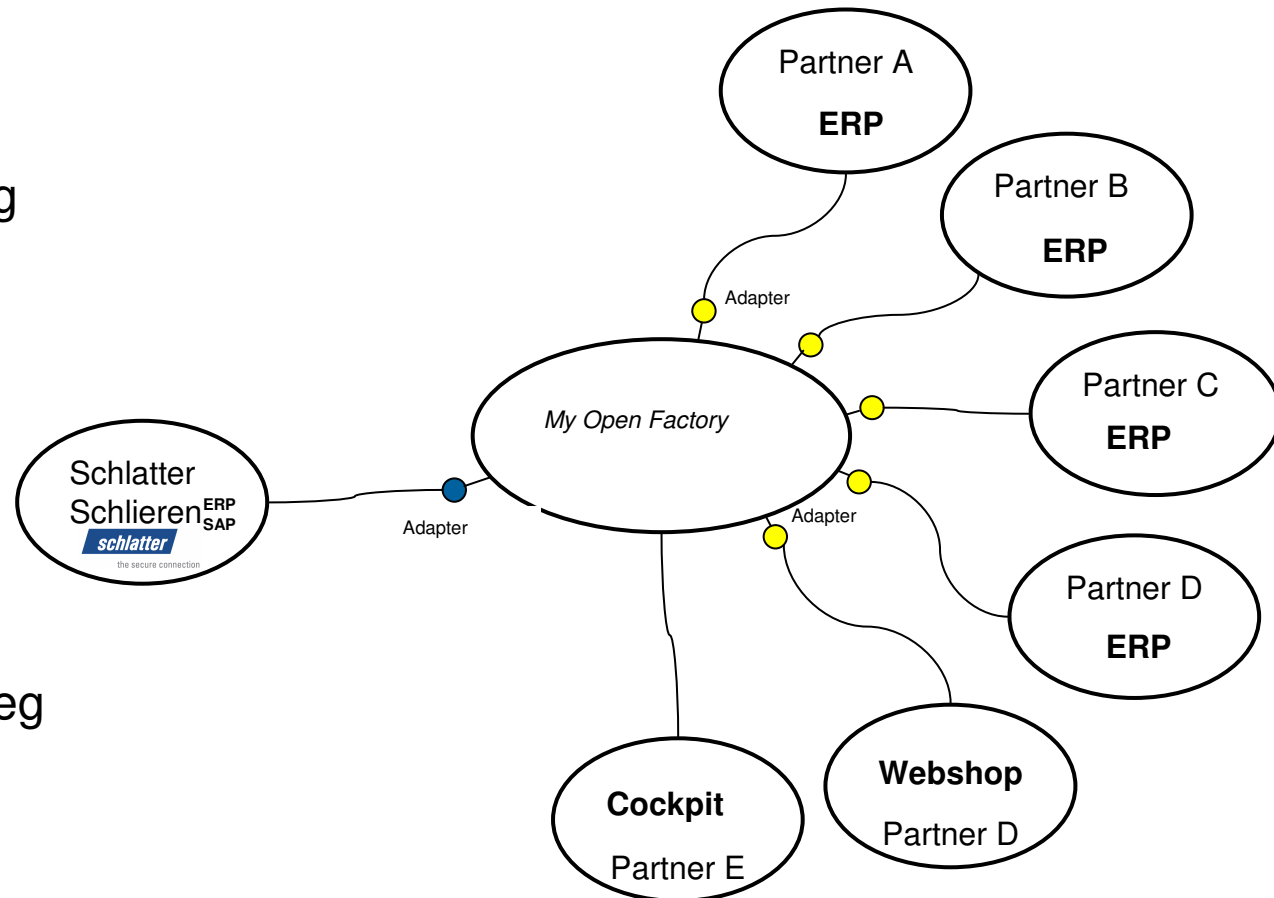 Partner A
ERP
g
Partner B
ERP
Adapter
Partner C
ERP
My Open Factory
Schlatter
Schlieren ERP SAP
schlatter
the secure connection
Adapter
Adapter
Partner D
ERP
eg
Webshop
Partner D
Cockpit
Partner E